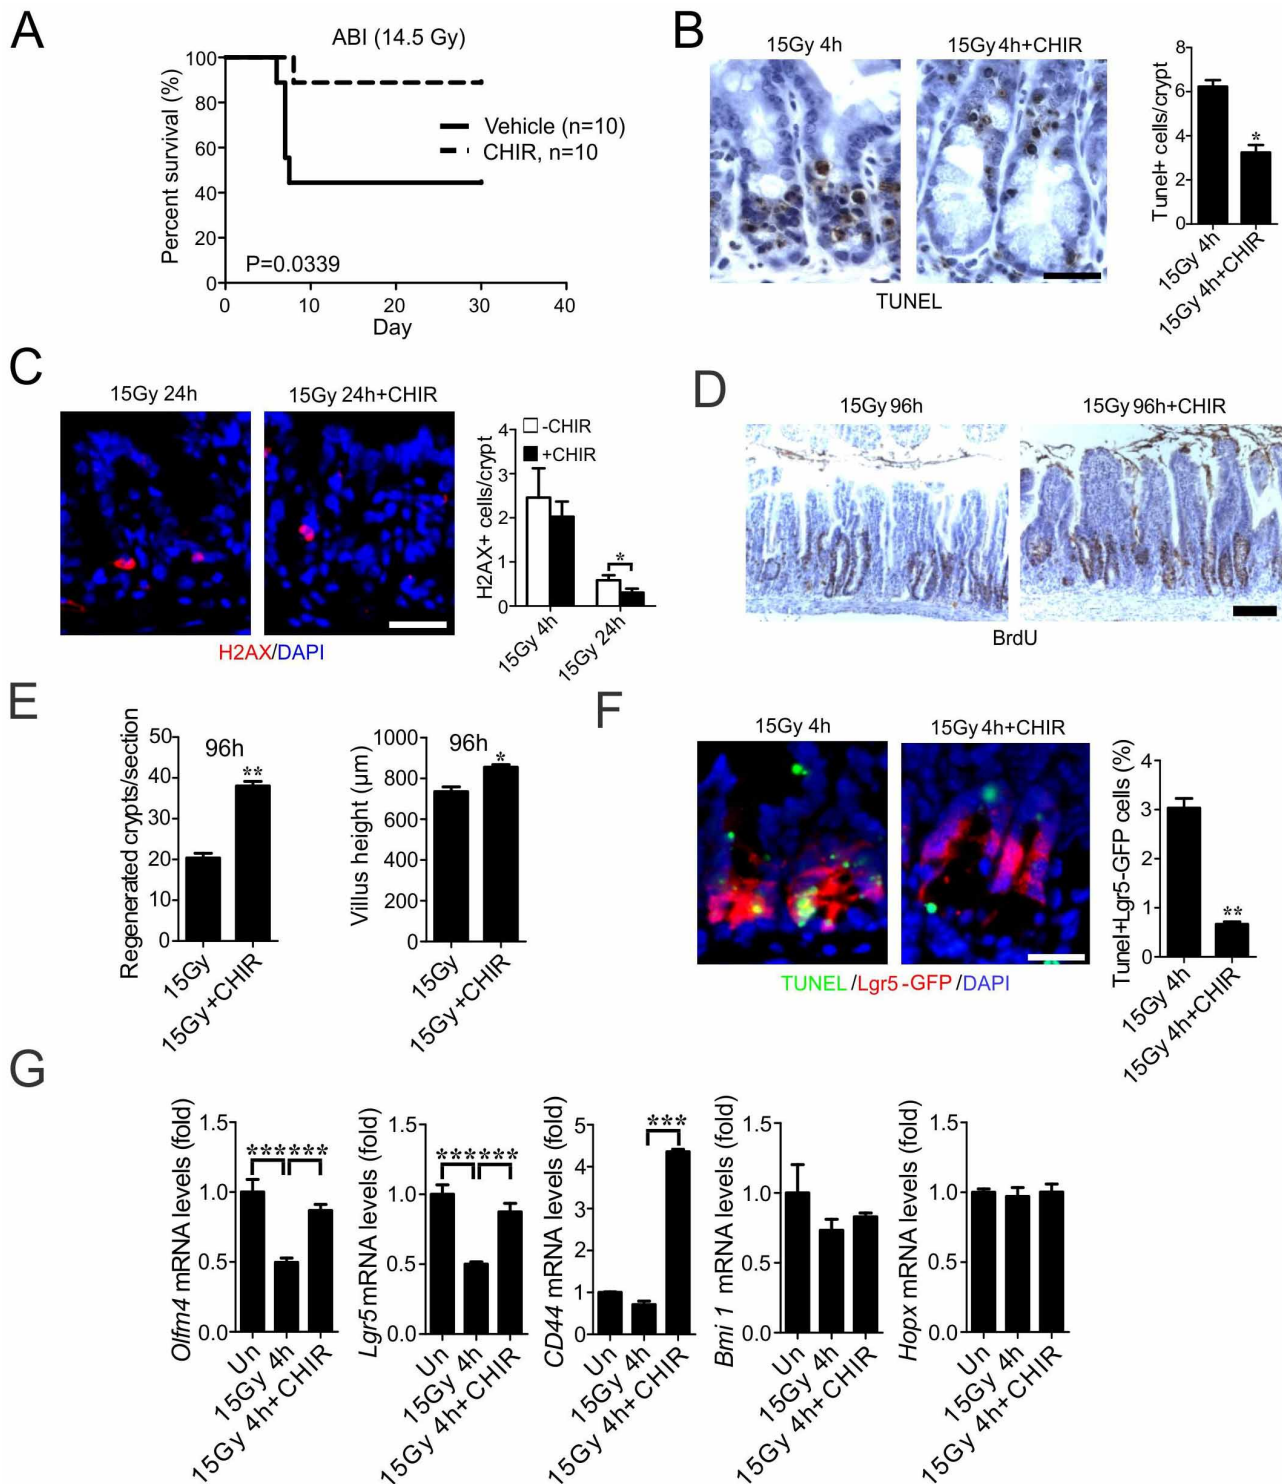 A
ABI (14.5 Gy)
Percent survival (%)
100
80
60
40
20
0
Vehicle (n=10)
CHIR, n=10
P=0.0339
0
10
20
30
40
Day
B
15Gy 4h
15Gy 4h+CHIR
TUNEL
Tunel+ cells/crypt
8
6
4
2
0
*
15Gy 4h
15Gy 4h+CHIR
C
15Gy 24h
15Gy 24h+CHIR
H2AX/DAPI
H2AX+ cells/crypt
4
3
2
1
0
-CHIR
+CHIR
*
15Gy 4h
15Gy 24h
D
15Gy 96h
15Gy 96h+CHIR
BrdU
E
Regenerated crypts/section
50
40
30
20
10
0
96h
**
15Gy
15Gy+CHIR
Villus height (μm)
1000
800
600
400
200
0
96h
*
15Gy
15Gy+CHIR
F
15Gy 4h
15Gy 4h+CHIR
TUNEL/Lgr5-GFP/DAPI
Tunel+Lgr5-GFP cells (%)
4
3
2
1
0
**
15Gy 4h
15Gy 4h+CHIR
G
Olfm4 mRNA levels (fold)
1.5
1.0
0.5
0.0
******
Un
15Gy 4h
15Gy 4h+CHIR
Lgr5 mRNA levels (fold)
1.5
1.0
0.5
0.0
******
Un
15Gy 4h
15Gy 4h+CHIR
CD44 mRNA levels (fold)
5
4
3
2
1
0
***
Un
15Gy 4h
15Gy 4h+CHIR
Bmi 1 mRNA levels (fold)
1.5
1.0
0.5
0.0
Un
15Gy 4h
15Gy 4h+CHIR
Hopx mRNA levels (fold)
1.5
1.0
0.5
0.0
Un
15Gy 4h
15Gy 4h+CHIR